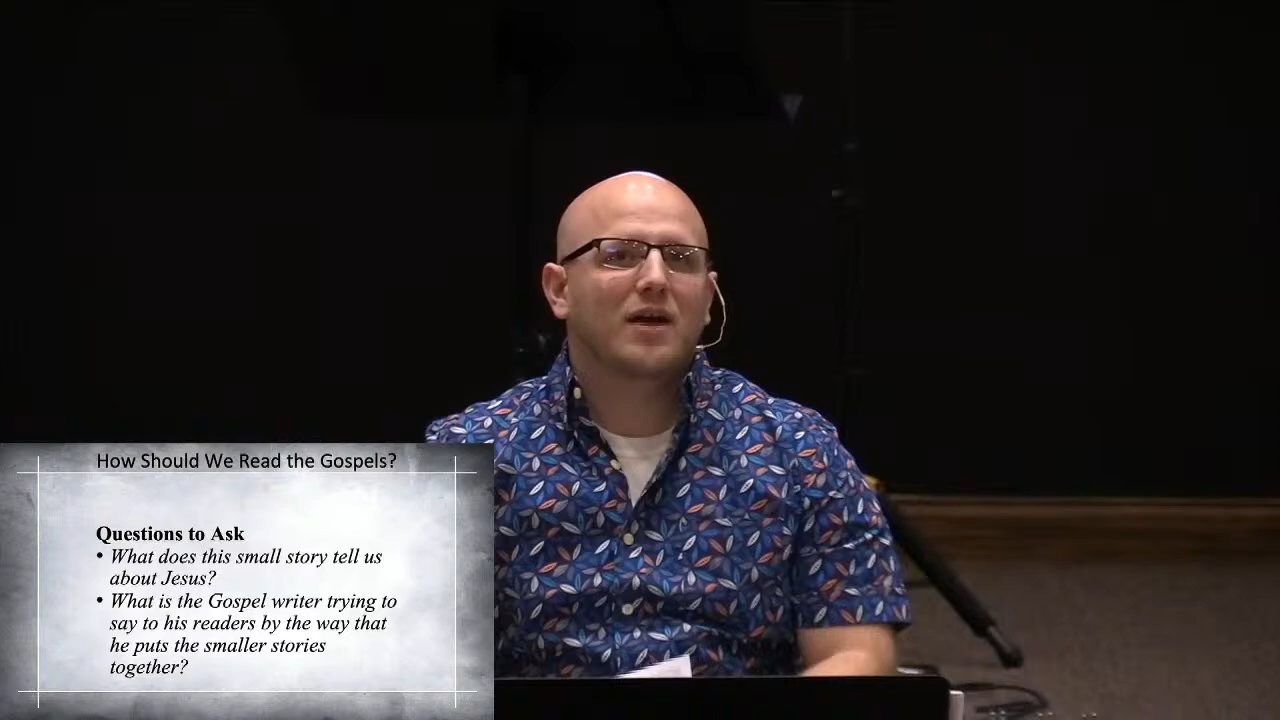 How Should We Read the Gospels?
Questions to Ask
• What does this small story tell us
about Jesus?
• What is the Gospel writer trying to
say to his readers by the way that
he puts the smaller stories
together?